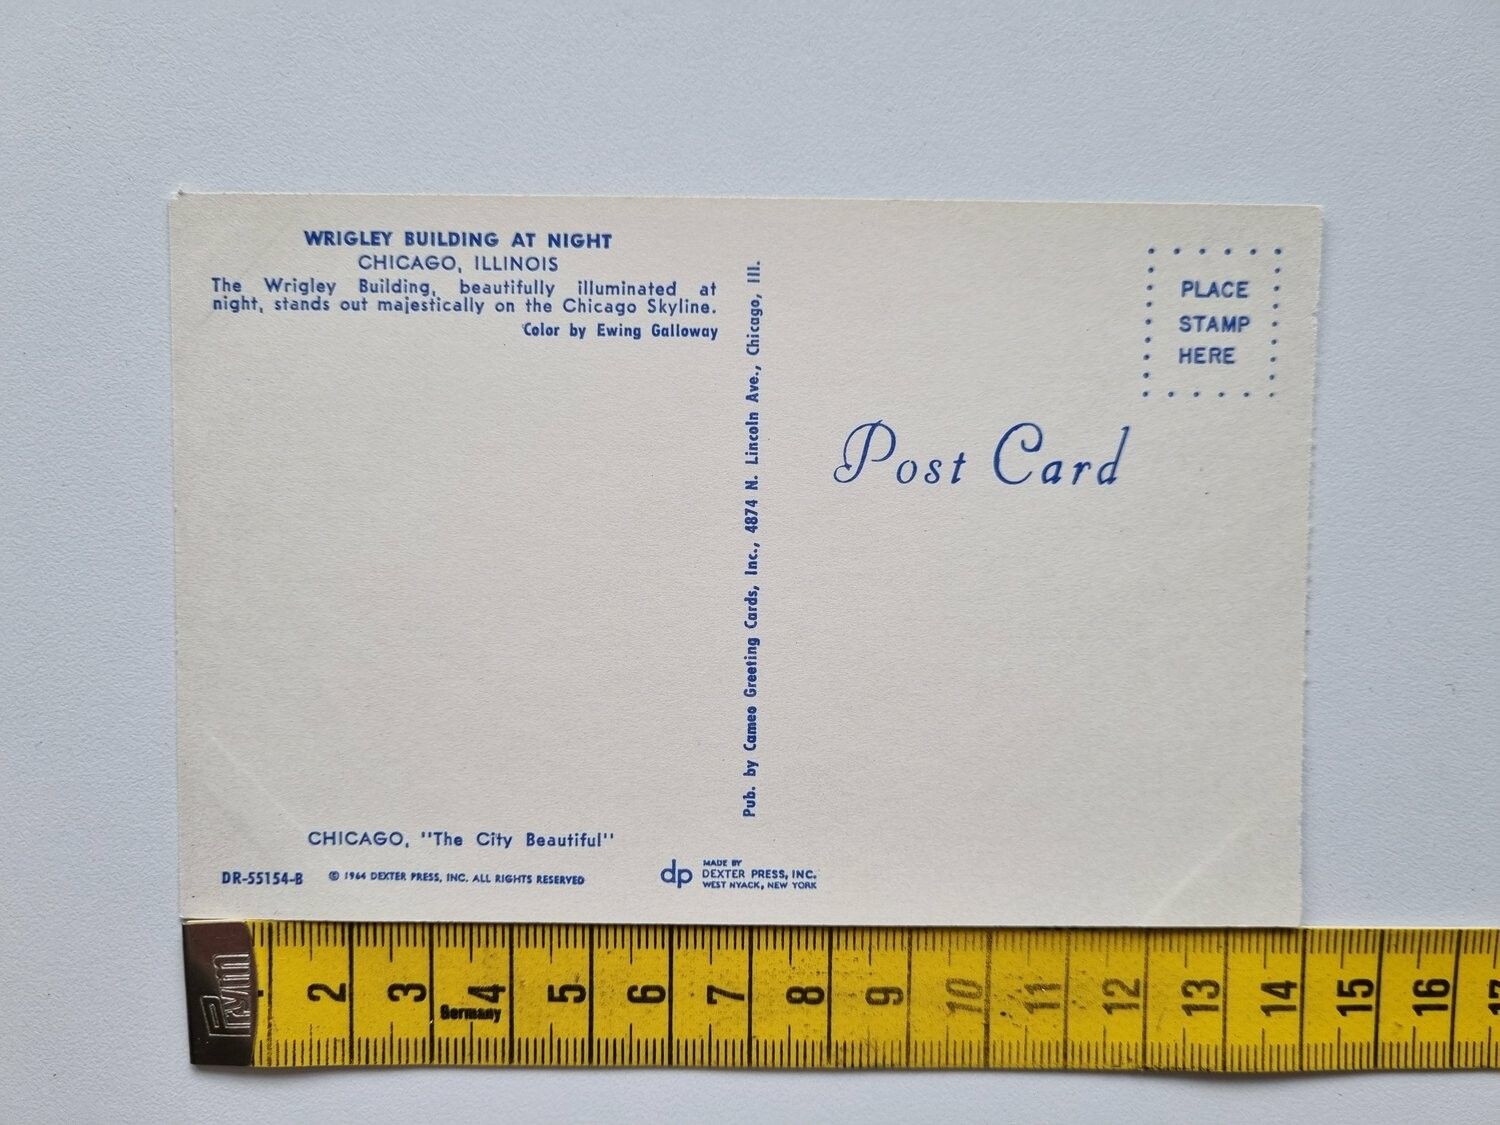 WRIGLEY BUILDING AT NIGHT
CHICAGO, ILLINOIS
The Wrigley Building, beautifully illuminated at
night, stands out majestically on the Chicago Skyline.
Color by Ewing Galloway
Pub. by Cameo Greeting Cards, Inc., 4874 N. Lincoln Ave., Chicago, Ill.
PLACE
STAMP
HERE
Post Card
CHICAGO, "The City Beautiful"
DR-55154-B
© 1964 DEXTER PRESS, INC. ALL RIGHTS RESERVED
dp
MADE BY
DEXTER PRESS, INC.
WEST NYACK, NEW YORK
Prym
2 3 4 5 6 7 8 9 10 11 12 13 14 15 16 17
Germany